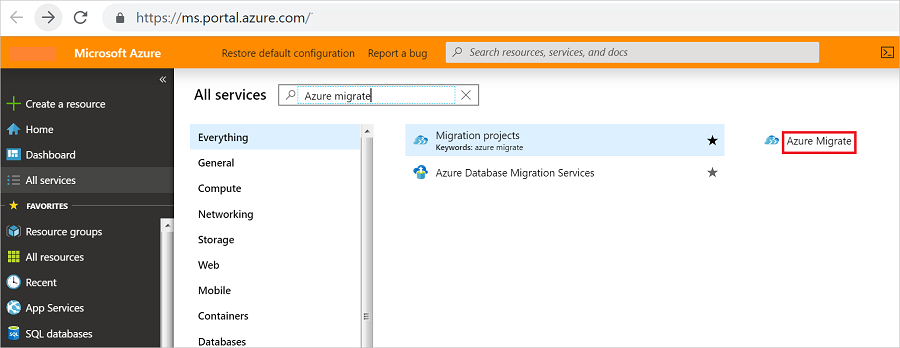 https://ms.portal.azure.com/
Microsoft Azure
Restore default configuration
Report a bug
Search resources, services, and docs
«
Create a resource
Home
Dashboard
All services
FAVORITES
Resource groups
All resources
Recent
App Services
SQL databases
All services
Azure migrate
Everything
General
Compute
Networking
Storage
Web
Mobile
Containers
Databases
Migration projects
Keywords: azure migrate
Azure Database Migration Services
Azure Migrate